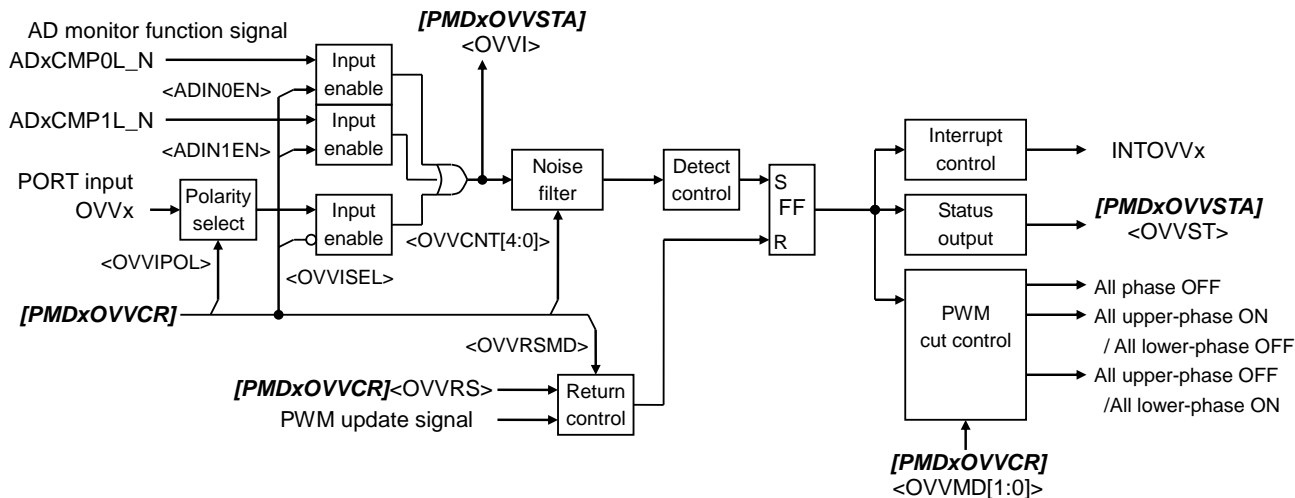 [PMDxOVVSTA]
<OVVI>
AD monitor function signal
ADxCMP0L_N
<ADIN0EN>
Input
enable
ADxCMP1L_N
<ADIN1EN>
Input
enable
PORT input
OVVx
Polarity
select
<OVVIPOL>
Input
enable
<OVVISEL>
<OVVCNT[4:0]>
Noise
filter
Detect
control
S
FF
R
Interrupt
control
INTOVVx
Status
output
[PMDxOVVSTA]
<OVVST>
PWM
cut control
All phase OFF
All upper-phase ON
/ All lower-phase OFF
All upper-phase OFF
/All lower-phase ON
[PMDxOVVCR]
<OVVRSMD>
[PMDxOVVCR]<OVVRS>
PWM update signal
Return
control
[PMDxOVVCR]
<OVVMD[1:0]>